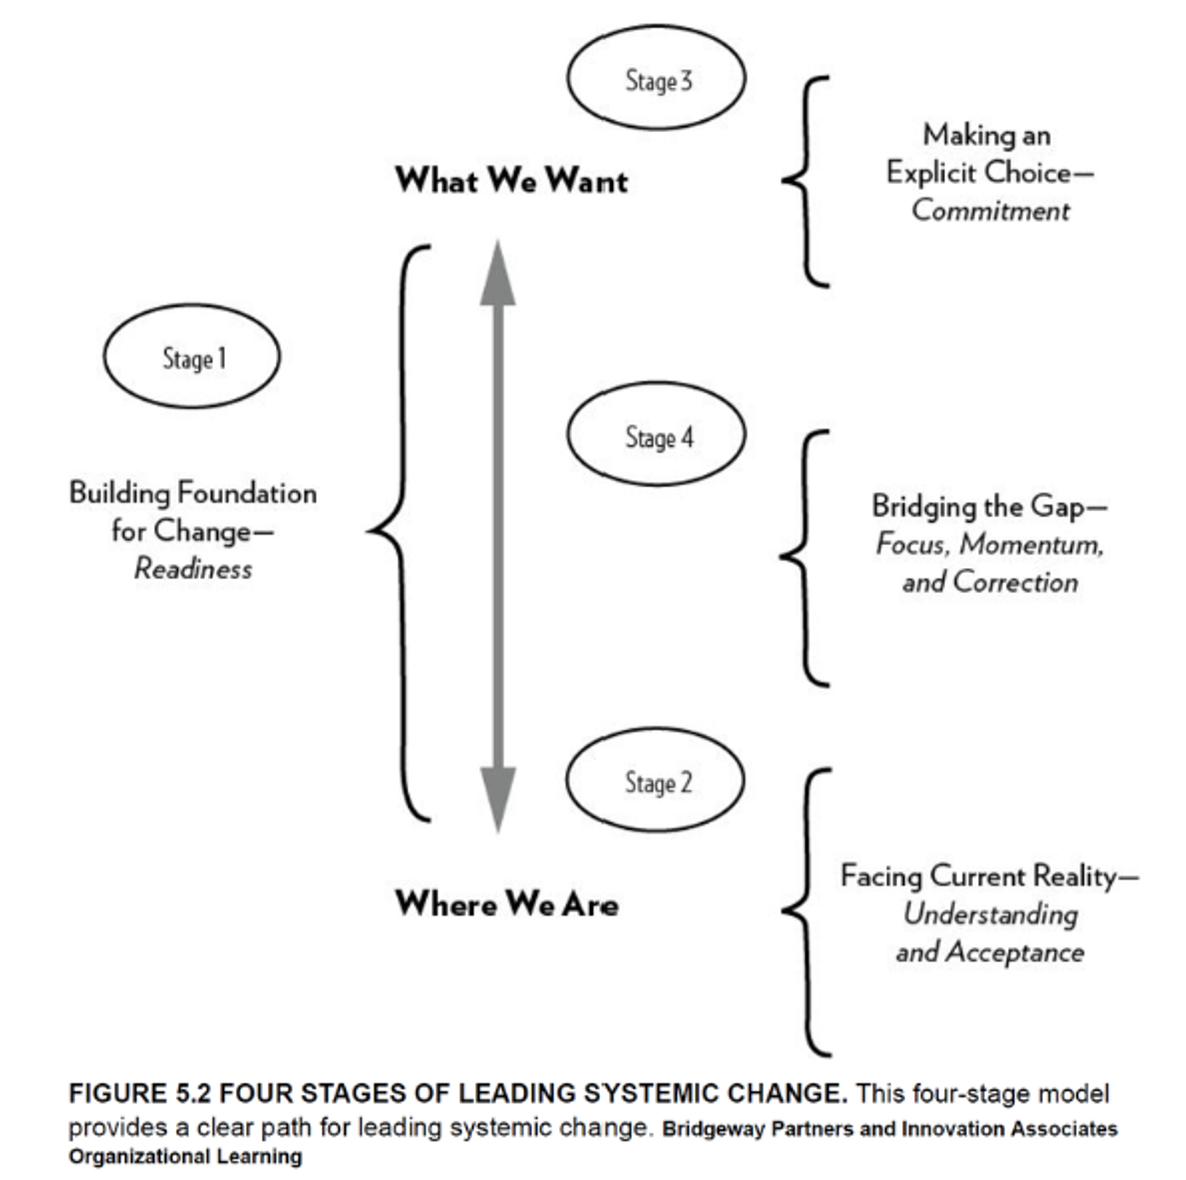 Stage 3
Making an
Explicit Choice—
Commitment
What We Want
Stage 1
Building Foundation
for Change—
Readiness
Stage 4
Bridging the Gap—
Focus, Momentum,
and Correction
Stage 2
Facing Current Reality—
Understanding
and Acceptance
Where We Are
FIGURE 5.2 FOUR STAGES OF LEADING SYSTEMIC CHANGE. This four-stage model
provides a clear path for leading systemic change. Bridgeway Partners and Innovation Associates
Organizational Learning